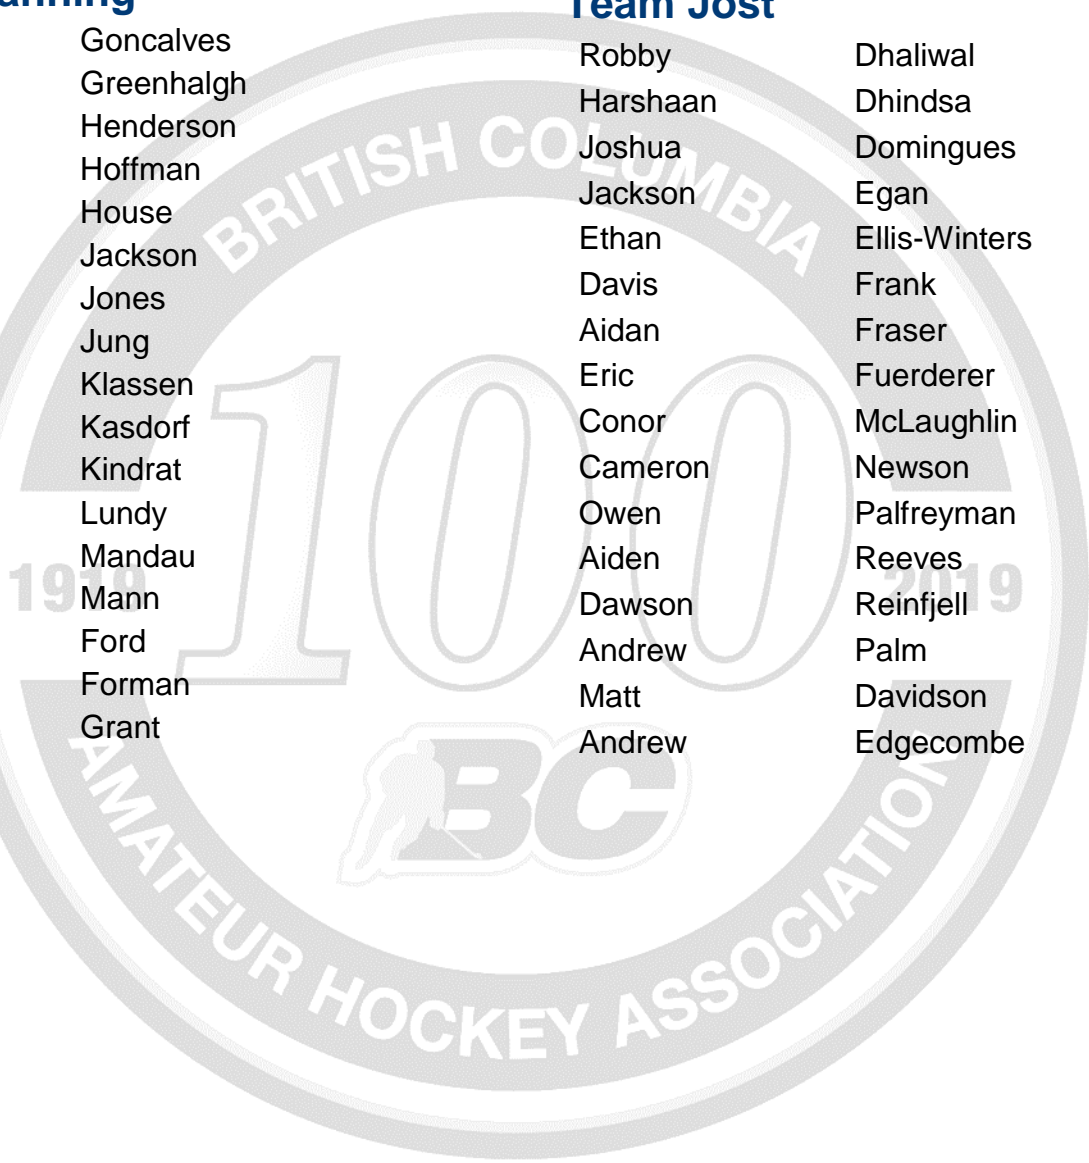 anning
Goncalves
Greenhalgh
Henderson
Hoffman
House
Jackson
Jones
Jung
Klassen
Kasdorf
Kindrat
Lundy
Mandau
Mann
Ford
Forman
Grant
Team Jost
Robby Dhaliwal
Harshaan Dhindsa
Joshua Domingues
Jackson Egan
Ethan Ellis-Winters
Davis Frank
Aidan Fraser
Eric Fuerderer
Conor McLaughlin
Cameron Newson
Owen Palfreyman
Aiden Reeves
Dawson Reinfjell
Andrew Palm
Matt Davidson
Andrew Edgecombe
BRITISH COLUMBIA
100
1919 2019
BC
AMATEUR HOCKEY ASSOCIATION